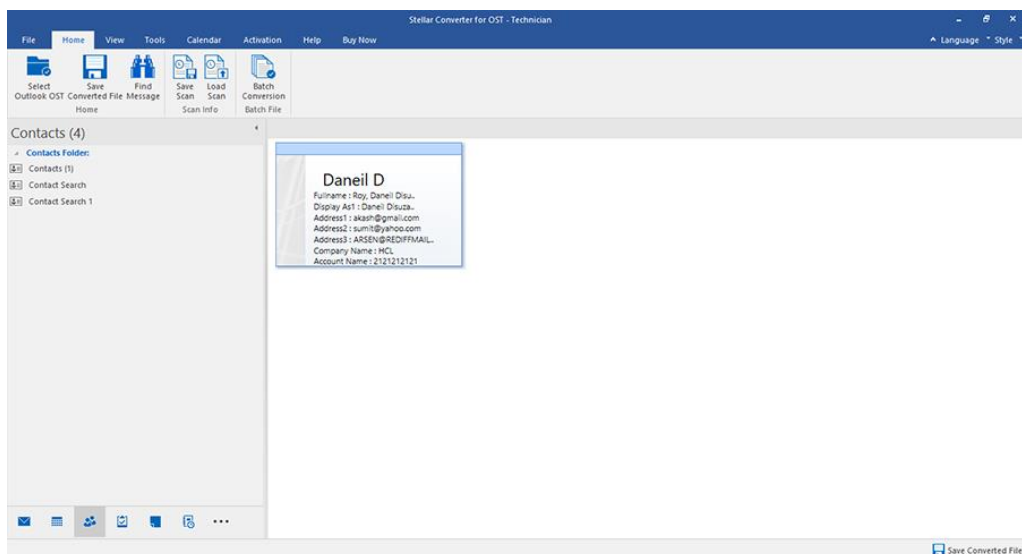 Stellar Converter for OST - Technician
File Home View Tools Calendar Activation Help Buy Now
Language Style
Select Outlook OST
Save Converted File
Find Message
Save Scan
Load Scan
Batch Conversion
Home
Scan Info
Batch File
Contacts (4)
Contacts Folder:
Contacts (1)
Contact Search
Contact Search 1
Daneil D
Fullname : Roy, Daneil Disu..
Display As1 : Daneil Disuza..
Address1 : akash@gmail.com
Address2 : sumit@yahoo.com
Address3 : ARSEN@REDIFFMAIL..
Company Name : HCL
Account Name : 2121212121
Save Converted File